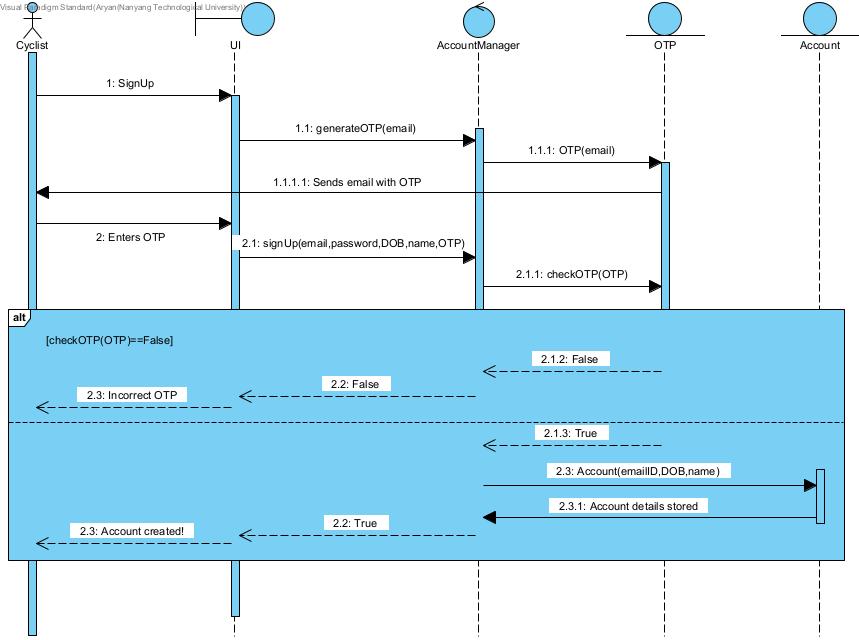 Visual Paradigm Standard(Aryan(Nanyang Technological University))
Cyclist
UI
AccountManager
OTP
Account
1: SignUp
1.1: generateOTP(email)
1.1.1: OTP(email)
1.1.1.1: Sends email with OTP
2: Enters OTP
2.1: signUp(email,password,DOB,name,OTP)
2.1.1: checkOTP(OTP)
alt
[checkOTP(OTP)==False]
2.1.2: False
2.2: False
2.3: Incorrect OTP
2.1.3: True
2.3: Account(emailID,DOB,name)
2.3.1: Account details stored
2.2: True
2.3: Account created!